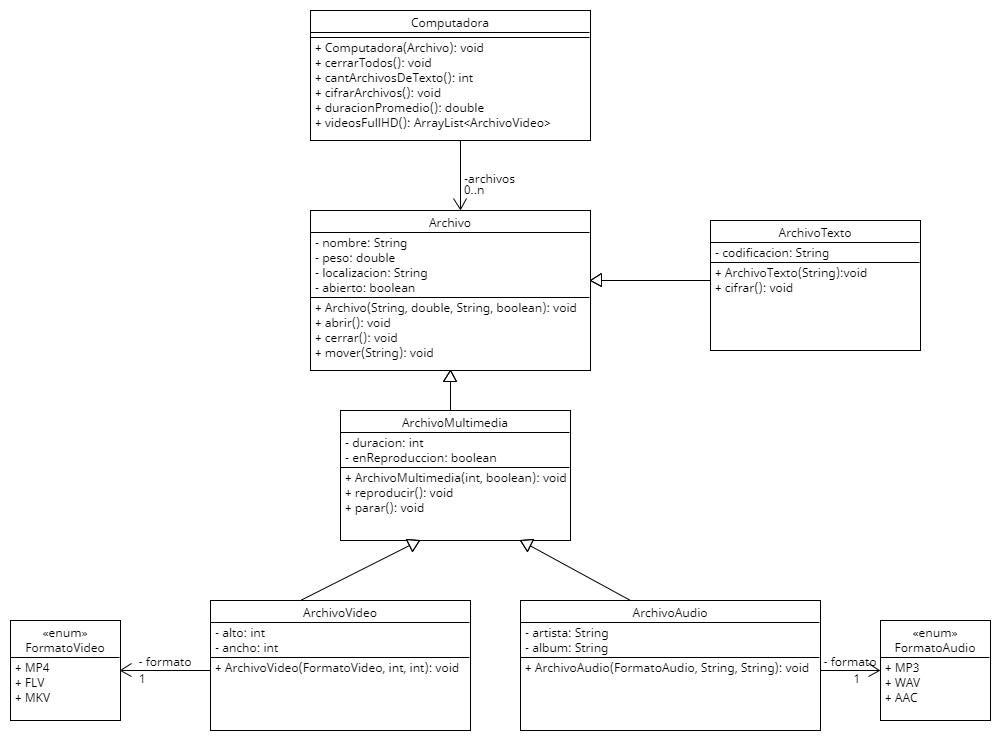 Computadora
+ Computadora(Archivo): void
+ cerrarTodos(): void
+ cantArchivosDeTexto(): int
+ cifrarArchivos(): void
+ duracionPromedio(): double
+ videosFullHD(): ArrayList<ArchivoVideo>
-archivos
0..n
Archivo
- nombre: String
- peso: double
- localizacion: String
- abierto: boolean
+ Archivo(String, double, String, boolean): void
+ abrir(): void
+ cerrar(): void
+ mover(String): void
ArchivoTexto
- codificacion: String
+ ArchivoTexto(String):void
+ cifrar(): void
ArchivoMultimedia
- duracion: int
- enReproduccion: boolean
+ ArchivoMultimedia(int, boolean): void
+ reproducir(): void
+ parar(): void
«enum»
FormatoVideo
+ MP4
+ FLV
+ MKV
- formato
1
ArchivoVideo
- alto: int
- ancho: int
+ ArchivoVideo(FormatoVideo, int, int): void
ArchivoAudio
- artista: String
- album: String
+ ArchivoAudio(FormatoAudio, String, String): void
- formato
1
«enum»
FormatoAudio
+ MP3
+ WAV
+ AAC